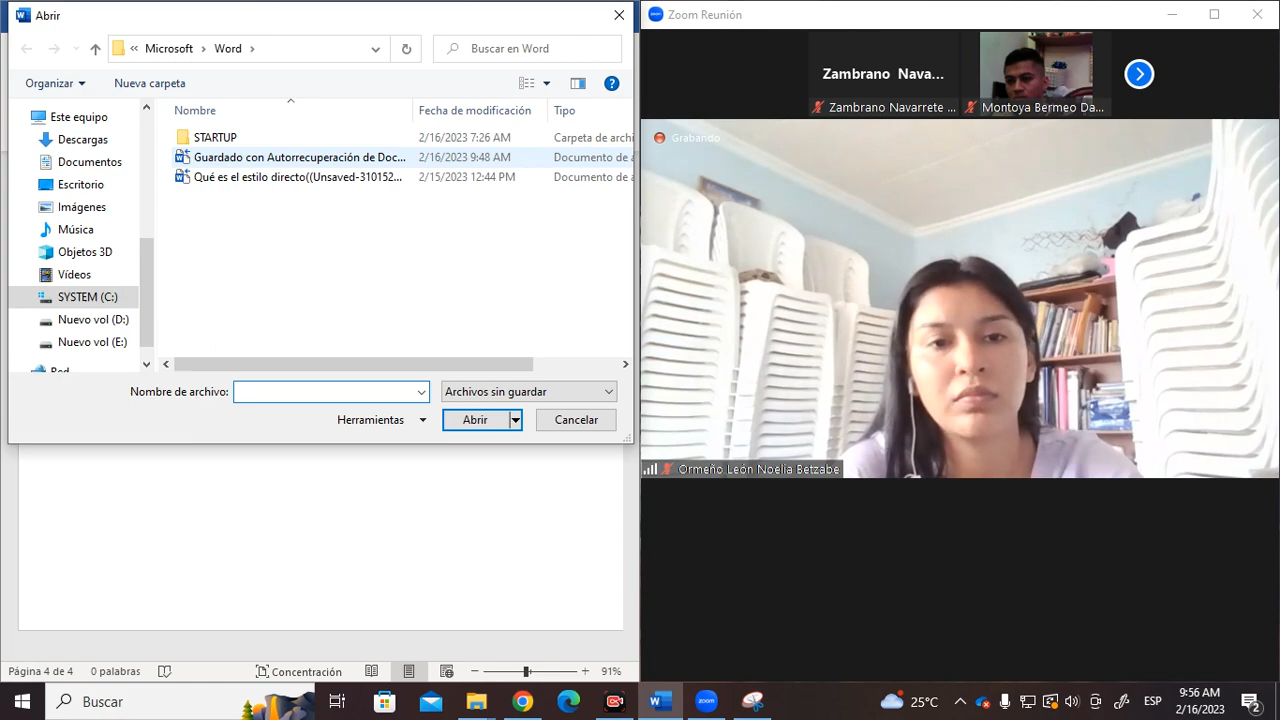 Abrir
Microsoft
Word
Buscar en Word
Organizar
Nueva carpeta
Nombre
Fecha de modificación
Tipo
Este equipo
Descargas
Documentos
Escritorio
Imágenes
Música
Objetos 3D
Vídeos
SYSTEM (C:)
Nuevo vol (D:)
Nuevo vol (E:)
Red
STARTUP
2/16/2023 7:26 AM
Carpeta de archi
Guardado con Autorrecuperación de Doc...
2/16/2023 9:48 AM
Documento de a
Qué es el estilo directo((Unsaved-310152...
2/15/2023 12:44 PM
Documento de a
Nombre de archivo:
Archivos sin guardar
Herramientas
Abrir
Cancelar
Página 4 de 4
0 palabras
Concentración
91%
Zoom Reunión
Zambrano Nava...
Zambrano Navarrete ...
Montoya Bermeo Da...
Grabando
Ormeño León Noelia Betzabe
Buscar
25°C
ESP
9:56 AM
2/16/2023
2